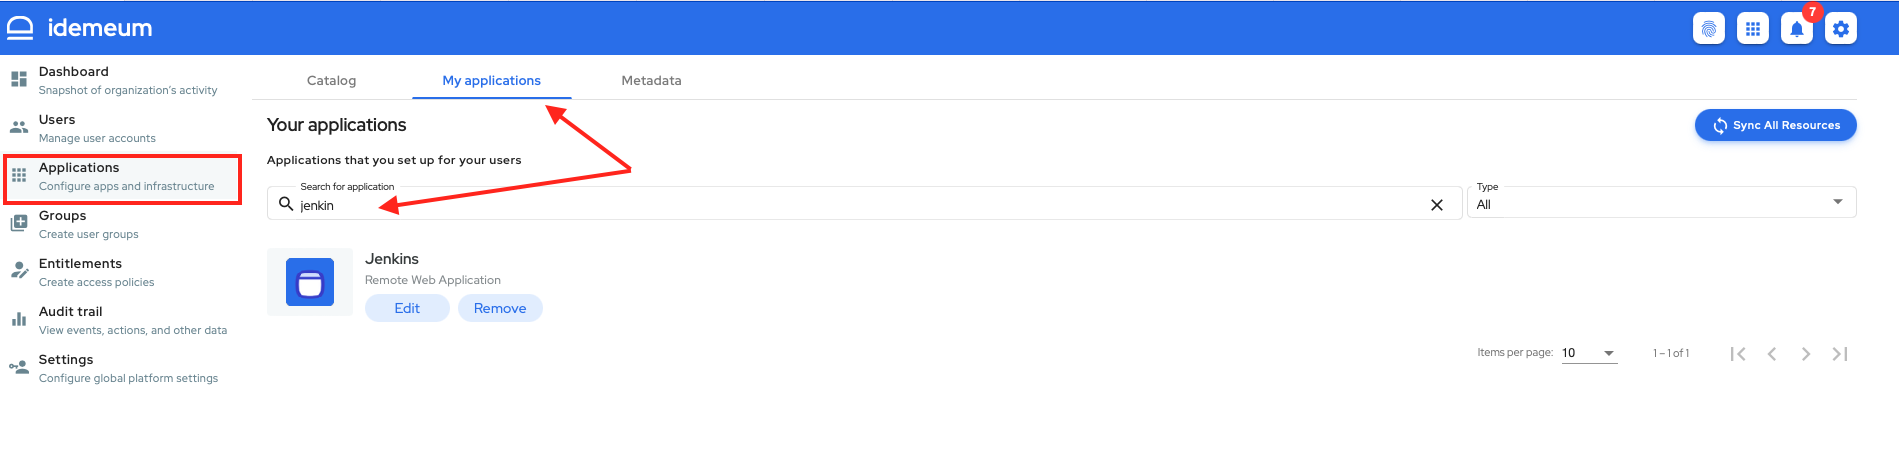 idemeum
7
Dashboard
Snapshot of organization's activity
Users
Manage user accounts
Applications
Configure apps and infrastructure
Groups
Create user groups
Entitlements
Create access policies
Audit trail
View events, actions, and other data
Settings
Configure global platform settings
Catalog
My applications
Metadata
Your applications
Sync All Resources
Applications that you set up for your users
Search for application
jenkin
Type
All
Jenkins
Remote Web Application
Edit
Remove
Items per page: 10
1 – 1 of 1